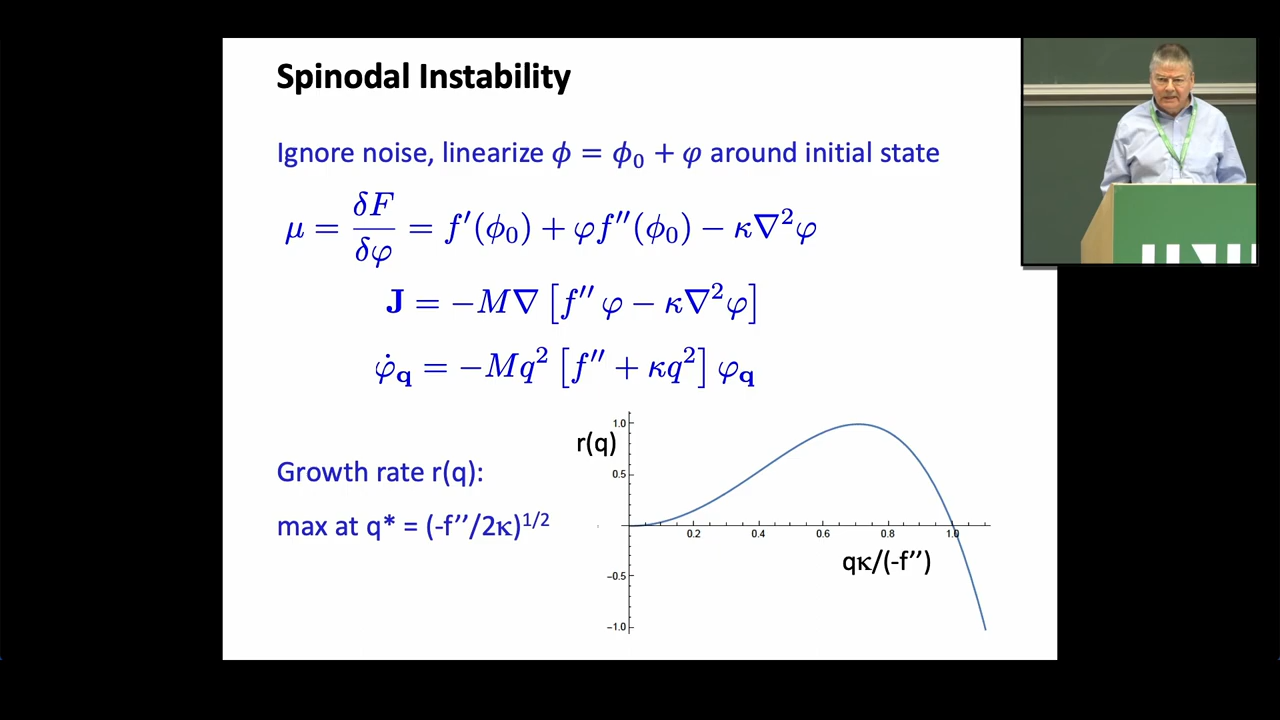 Spinodal Instability
Ignore noise, linearize ϕ = ϕ₀ + φ around initial state
μ = δF/δφ = f′(ϕ₀) + φf″(ϕ₀) − κ∇²φ
J = −M∇ [f″ φ − κ∇²φ]
φ̇_q = −Mq² [f″ + κq²] φ_q
Growth rate r(q):
max at q* = (-f’’/2κ)^1/2
r(q)
1.0
0.5
−0.5
−1.0
0.2 0.4 0.6 0.8 1.0
qκ/(-f’’)